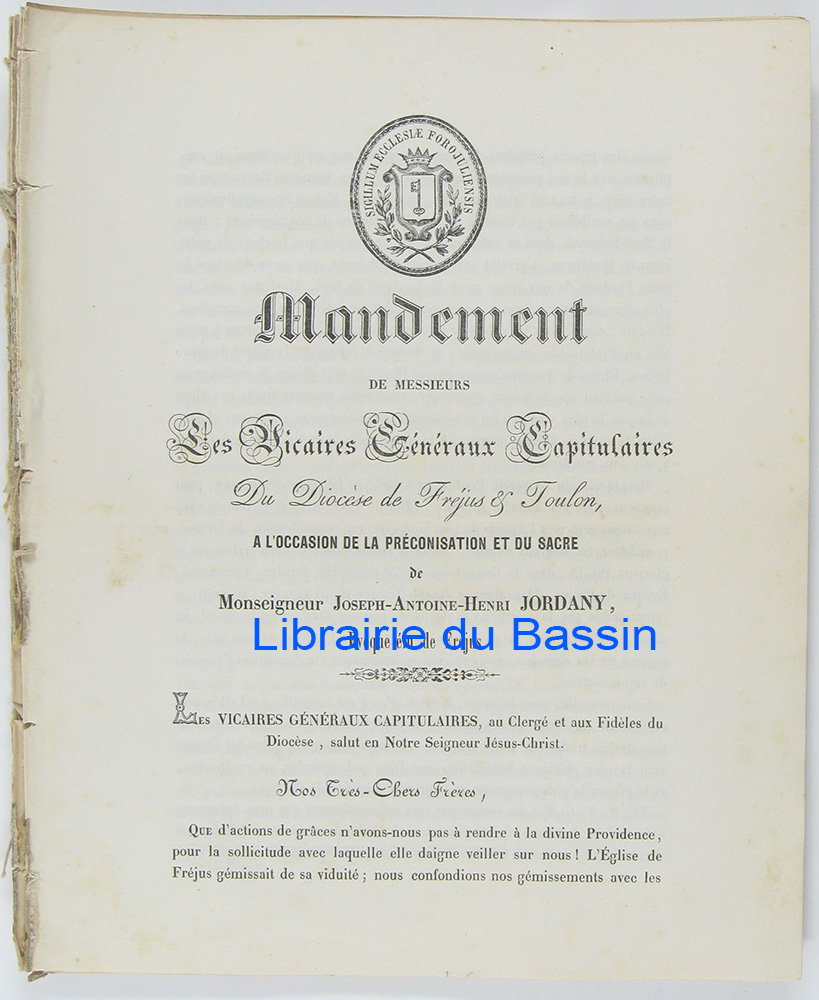 SIGILLUM ECCLESIÆ FOROJULIENSIS
Mandement
DE MESSIEURS
Les Vicaires Généraux Capitulaires
Du Diocèse de Fréjus & Toulon,
A L'OCCASION DE LA PRÉCONISATION ET DU SACRE
de
Monseigneur JOSEPH-ANTOINE-HENRI JORDANY,
Librairie du Bassin
Evêque élu de Fréjus.
LES VICAIRES GÉNÉRAUX CAPITULAIRES, au Clergé et aux Fidèles du
Diocèse, salut en Notre Seigneur Jésus-Christ.
Nos Très-Chers Frères,
QUE d'actions de grâces n'avons-nous pas à rendre à la divine Providence,
pour la sollicitude avec laquelle elle daigne veiller sur nous ! L'Église de
Fréjus gémissait de sa viduité ; nous confondions nos gémissements avec les